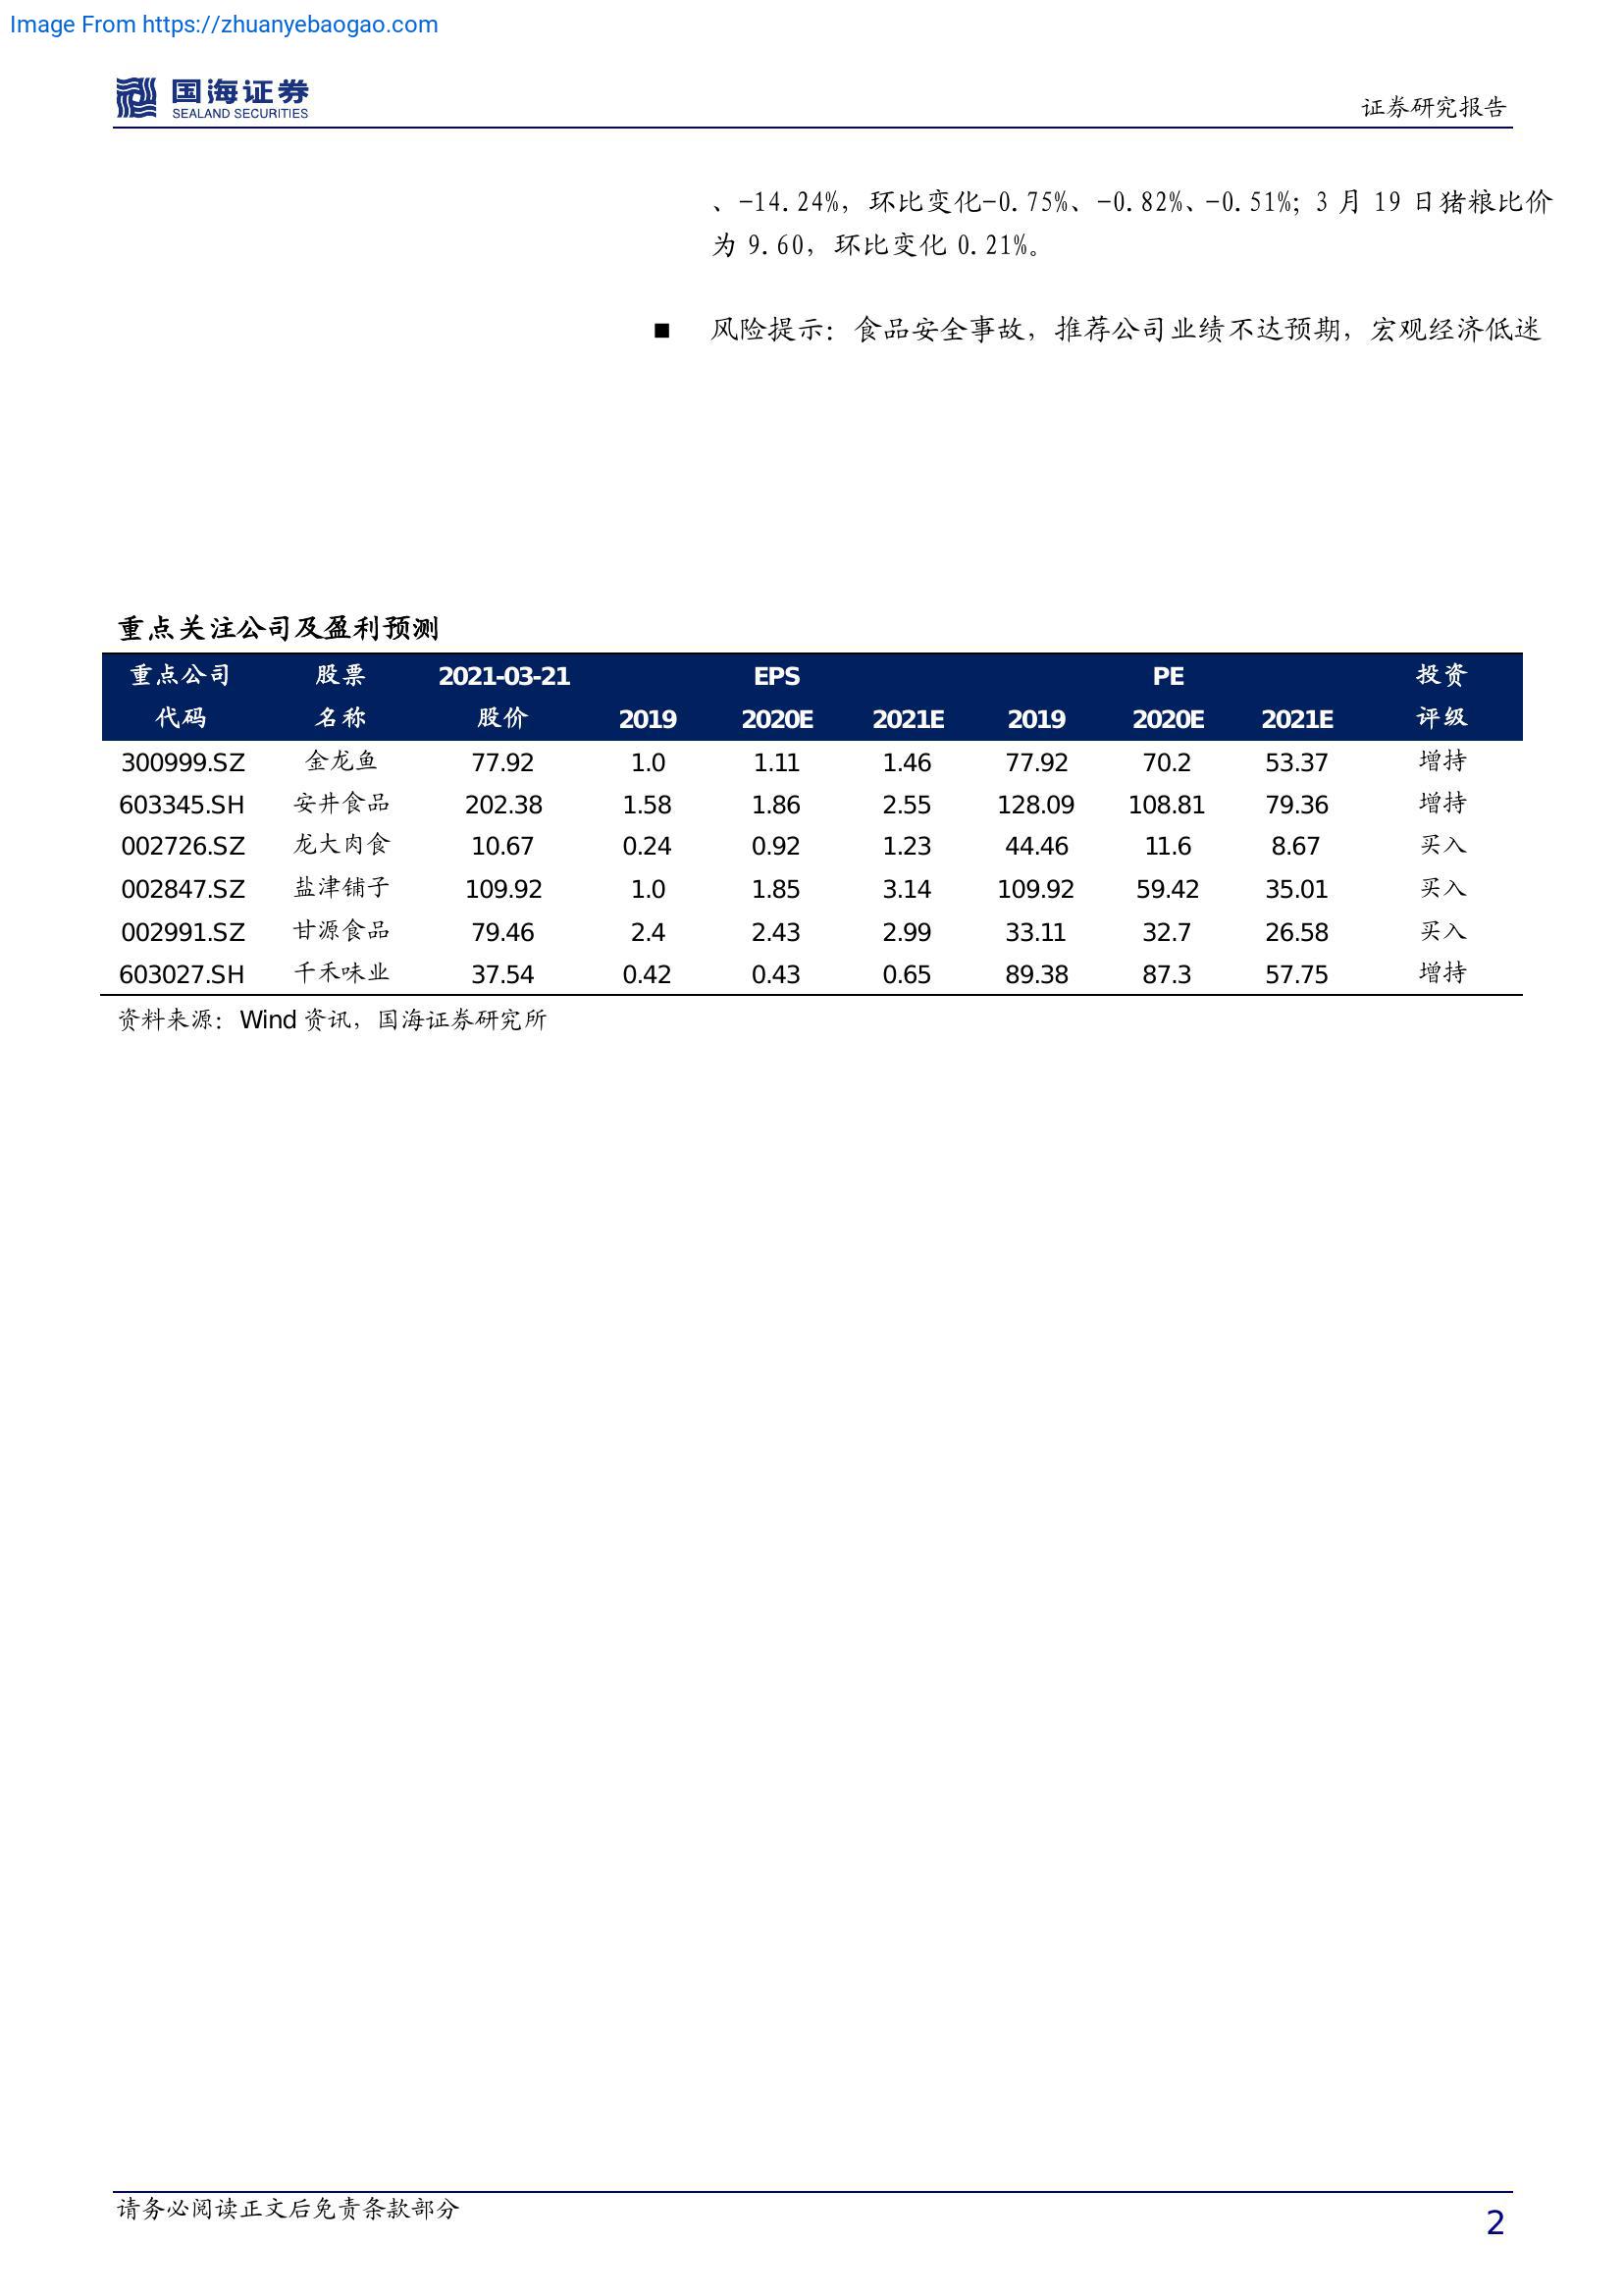 Image From https://zhuanyebaogao.com
国海证券
SEALAND SECURITIES
证券研究报告
、-14.24%，环比变化-0.75%、-0.82%、-0.51%；3 月 19 日猪粮比价
为 9.60，环比变化 0.21%。
■ 风险提示：食品安全事故，推荐公司业绩不达预期，宏观经济低迷
重点关注公司及盈利预测
重点公司 股票 2021-03-21 EPS PE 投资
代码 名称 股价 2019 2020E 2021E 2019 2020E 2021E 评级
300999.SZ 金龙鱼 77.92 1.0 1.11 1.46 77.92 70.2 53.37 增持
603345.SH 安井食品 202.38 1.58 1.86 2.55 128.09 108.81 79.36 增持
002726.SZ 龙大肉食 10.67 0.24 0.92 1.23 44.46 11.6 8.67 买入
002847.SZ 盐津铺子 109.92 1.0 1.85 3.14 109.92 59.42 35.01 买入
002991.SZ 甘源食品 79.46 2.4 2.43 2.99 33.11 32.7 26.58 买入
603027.SH 千禾味业 37.54 0.42 0.43 0.65 89.38 87.3 57.75 增持
资料来源：Wind 资讯，国海证券研究所
请务必阅读正文后免责条款部分
2